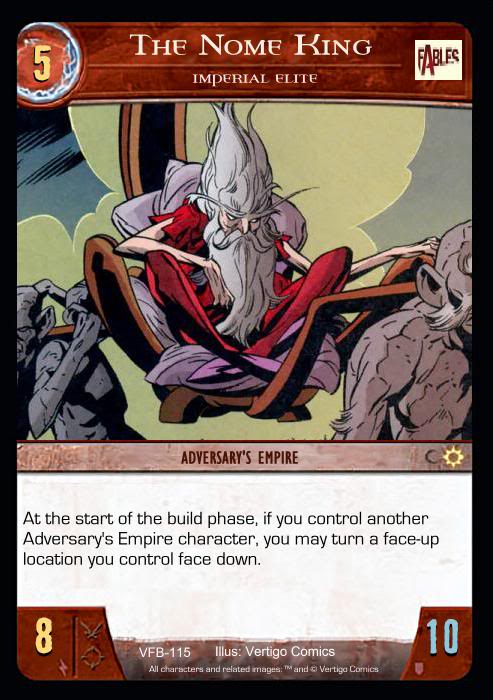 5
THE NOME KING
IMPERIAL ELITE
FABLES
ADVERSARY'S EMPIRE
At the start of the build phase, if you control another
Adversary's Empire character, you may turn a face-up
location you control face down.
8
10
VFB-115 Illus: Vertigo Comics
All characters and related images: ™ and © Vertigo Comics